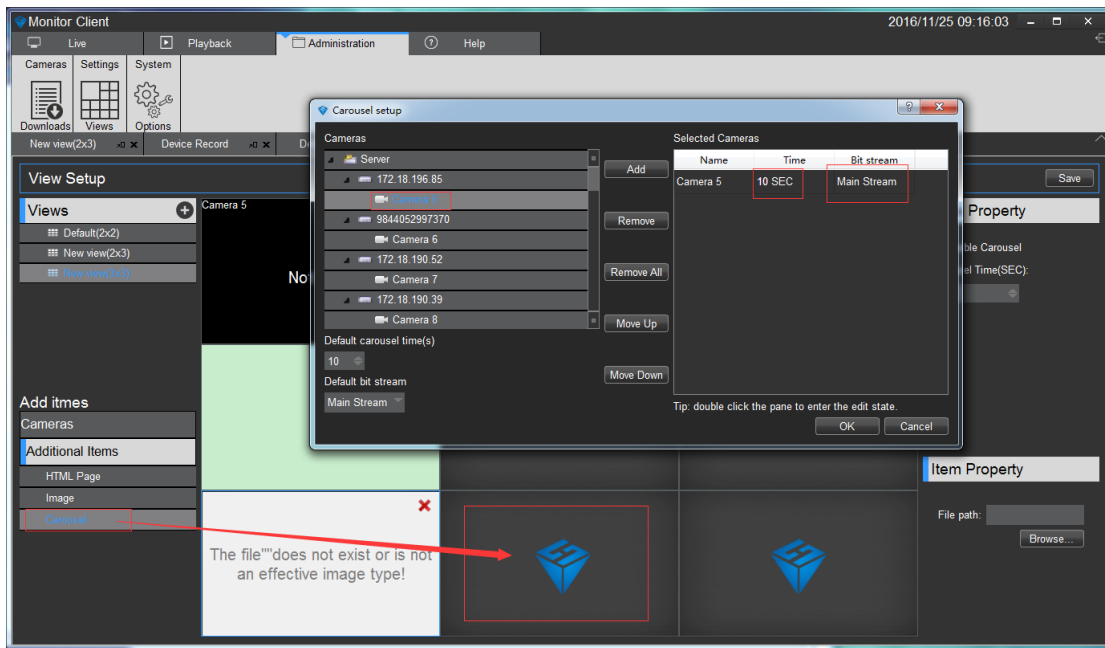 Monitor Client
2016/11/25 09:16:03
Live
Playback
Administration
Help
Cameras
Settings
System
Downloads
Views
Options
New view(2x3)
Device Record
View Setup
Save
Views
Default(2x2)
New view(2x3)
New view(3x3)
Camera 5
Add itmes
Cameras
Additional Items
HTML Page
Image
Carousel
The file""does not exist or is not
an effective image type!
Carousel setup
Cameras
Server
172.18.196.85
Camera 5
9844052997370
Camera 6
172.18.190.52
Camera 7
172.18.190.39
Camera 8
Default carousel time(s)
10
Default bit stream
Main Stream
Add
Remove
Remove All
Move Up
Move Down
Selected Cameras
Name Time Bit stream
Camera 5 10 SEC Main Stream
Tip: double click the pane to enter the edit state.
OK
Cancel
Property
Carousel
Time(SEC):
Item Property
File path:
Browse...